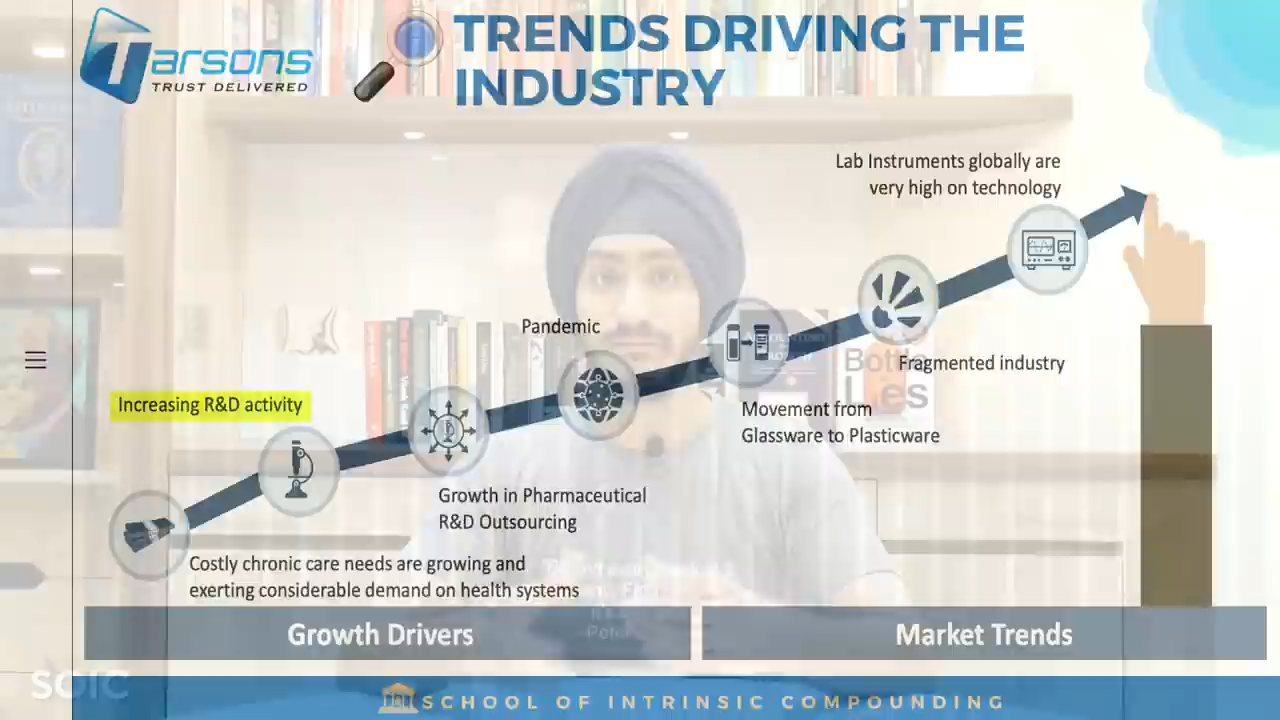 Tarsons
TRUST DELIVERED
TRENDS DRIVING THE
INDUSTRY
Lab Instruments globally are
very high on technology
Pandemic
Fragmented industry
Increasing R&D activity
Movement from
Glassware to Plasticware
Growth in Pharmaceutical
R&D Outsourcing
Costly chronic care needs are growing and
exerting considerable demand on health systems
Growth Drivers
Market Trends
SOIC
SCHOOL OF INTRINSIC COMPOUNDING